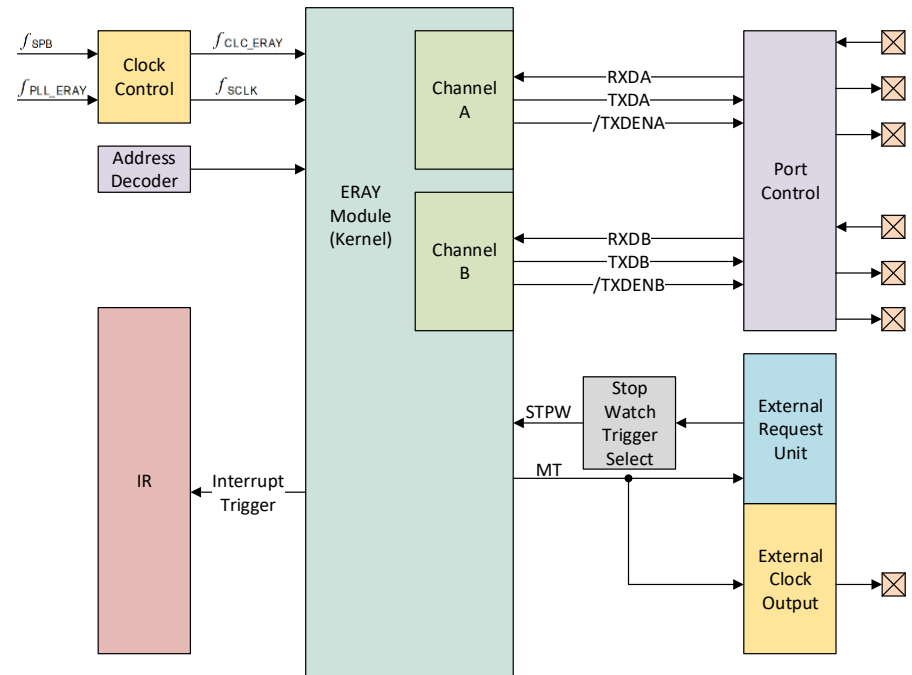 fSPB
fCLC_ERAY
Clock
Control
fPLL_ERAY
fSCLK
Address
Decoder
ERAY
Module
(Kernel)
Channel
A
RXDA
TXDA
/TXDENA
Port
Control
Channel
B
RXDB
TXDB
/TXDENB
Stop
Watch
Trigger
Select
STPW
External
Request
Unit
MT
IR
Interrupt
Trigger
External
Clock
Output